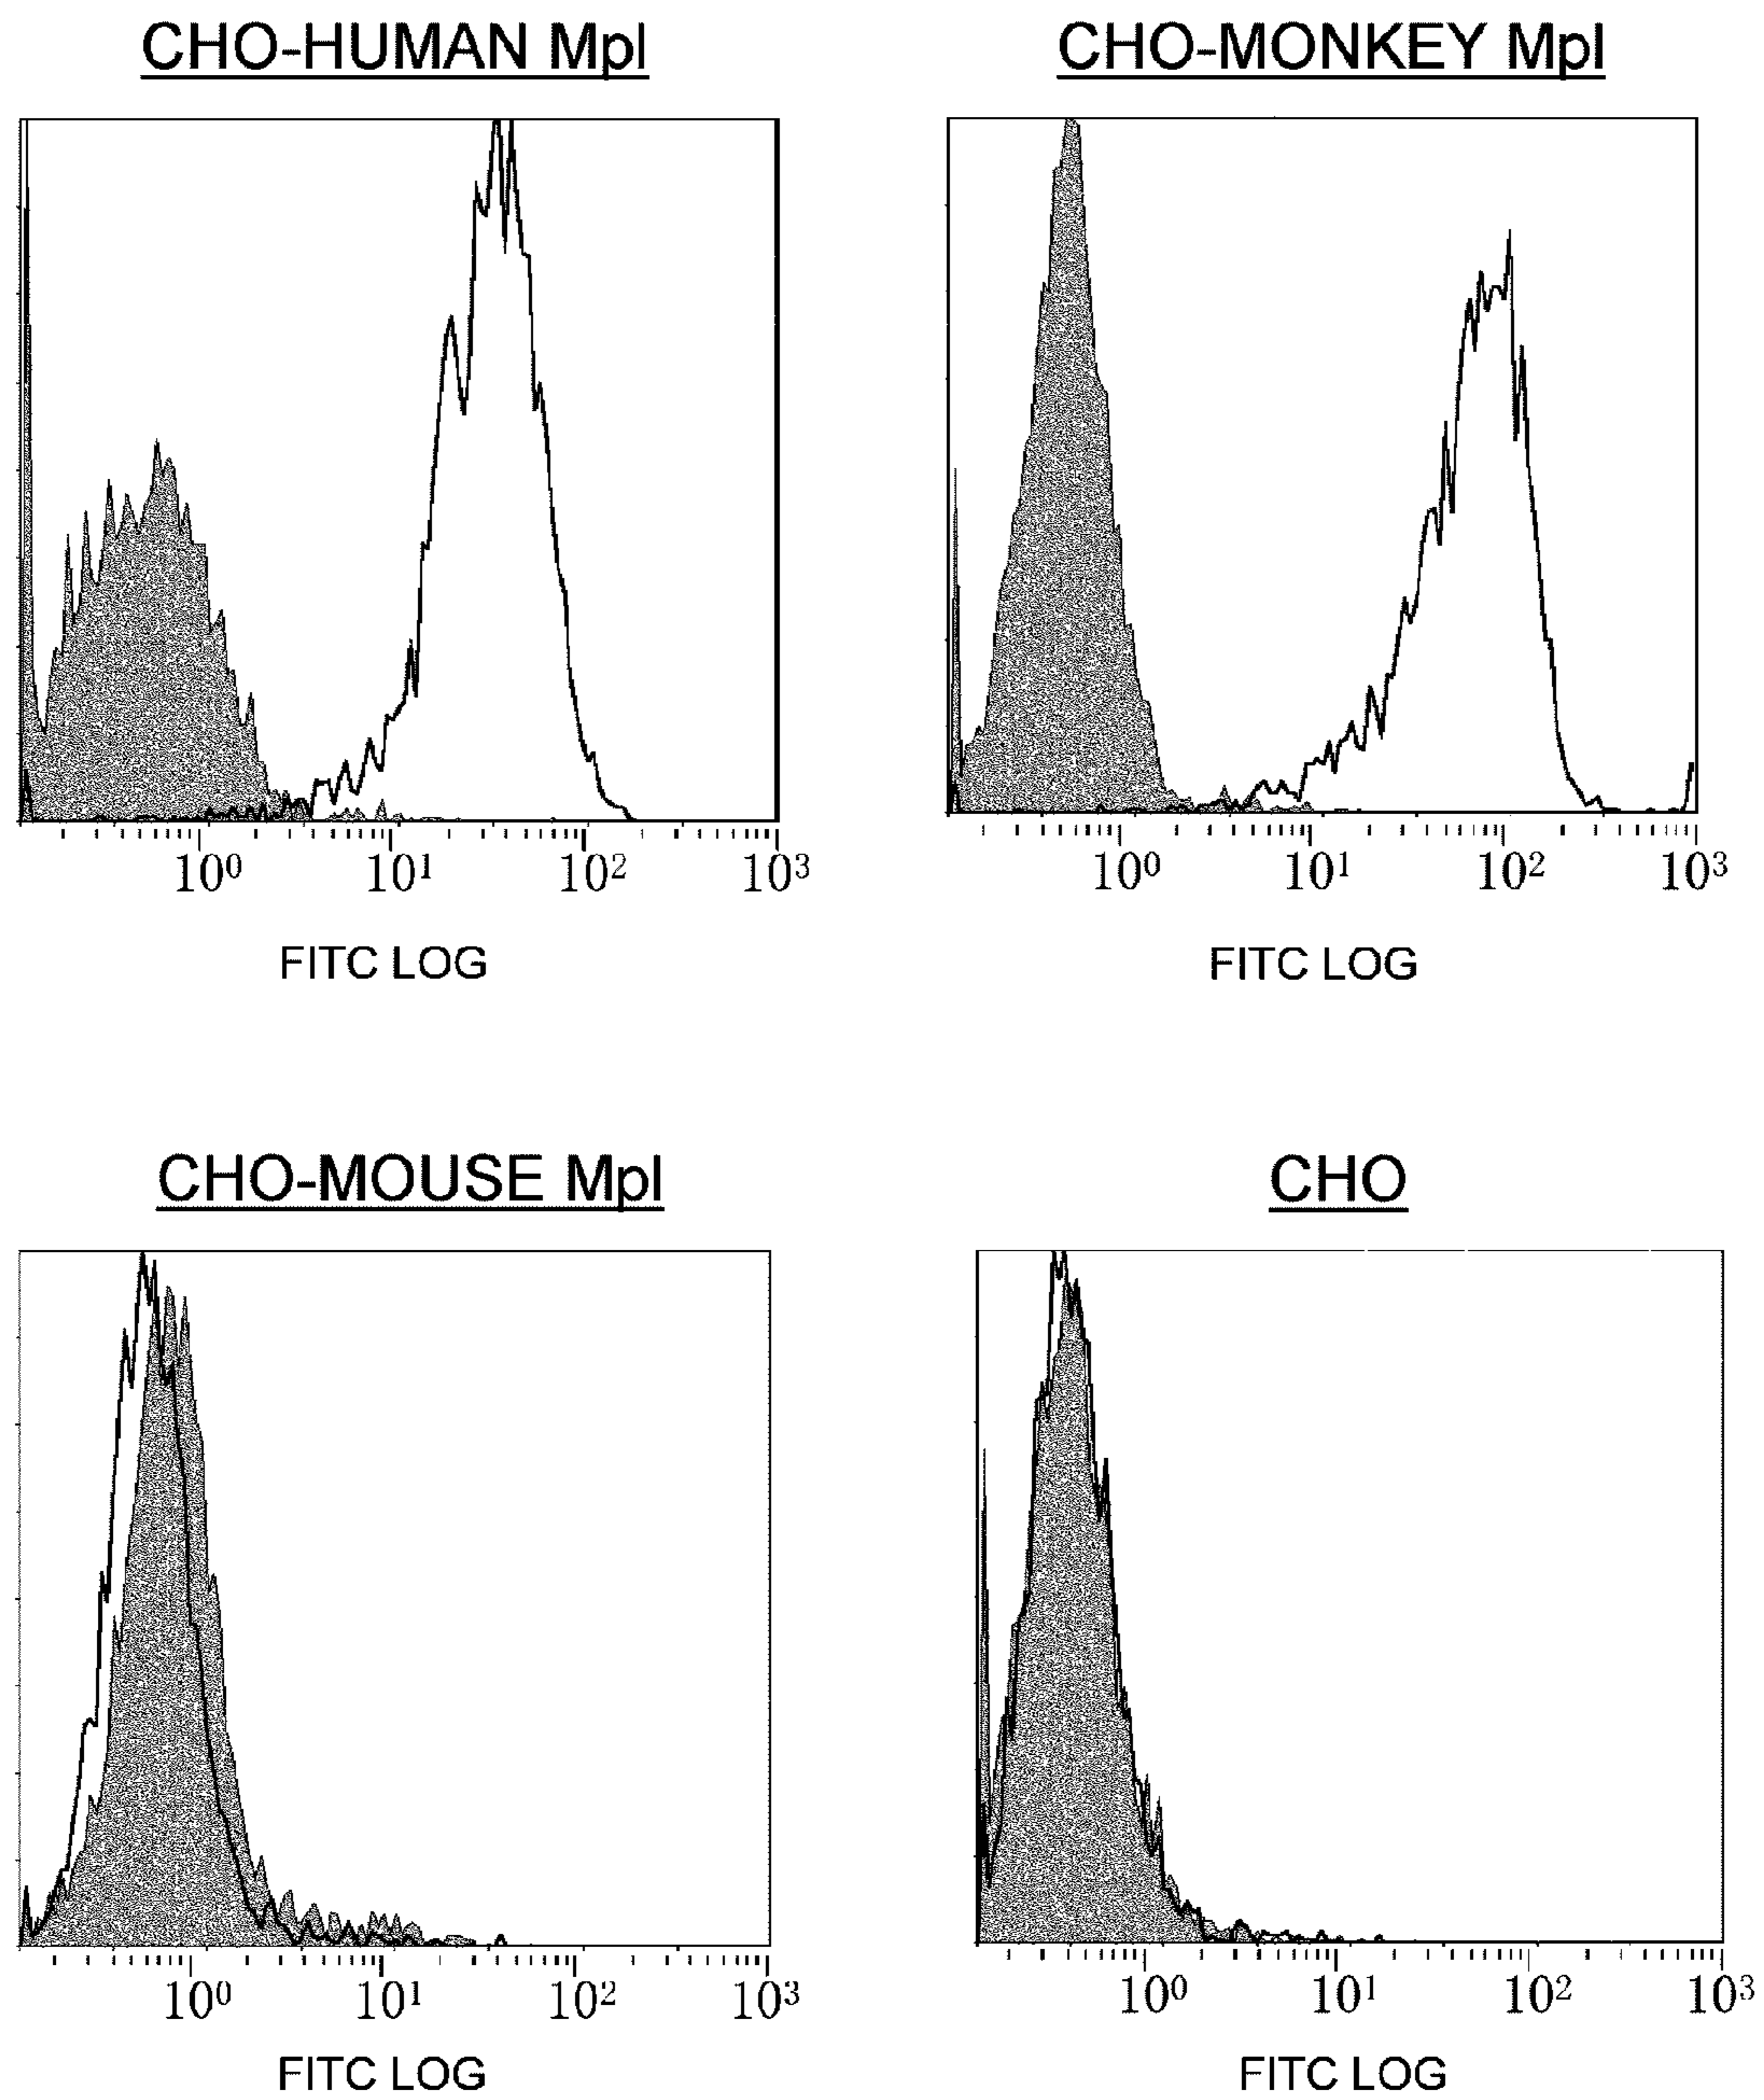 CHO-HUMAN Mpl
CHO-MONKEY Mpl
10⁰ 10¹ 10² 10³
10⁰ 10¹ 10² 10³
FITC LOG
FITC LOG
CHO-MOUSE Mpl
CHO
10⁰ 10¹ 10² 10³
10⁰ 10¹ 10² 10³
FITC LOG
FITC LOG